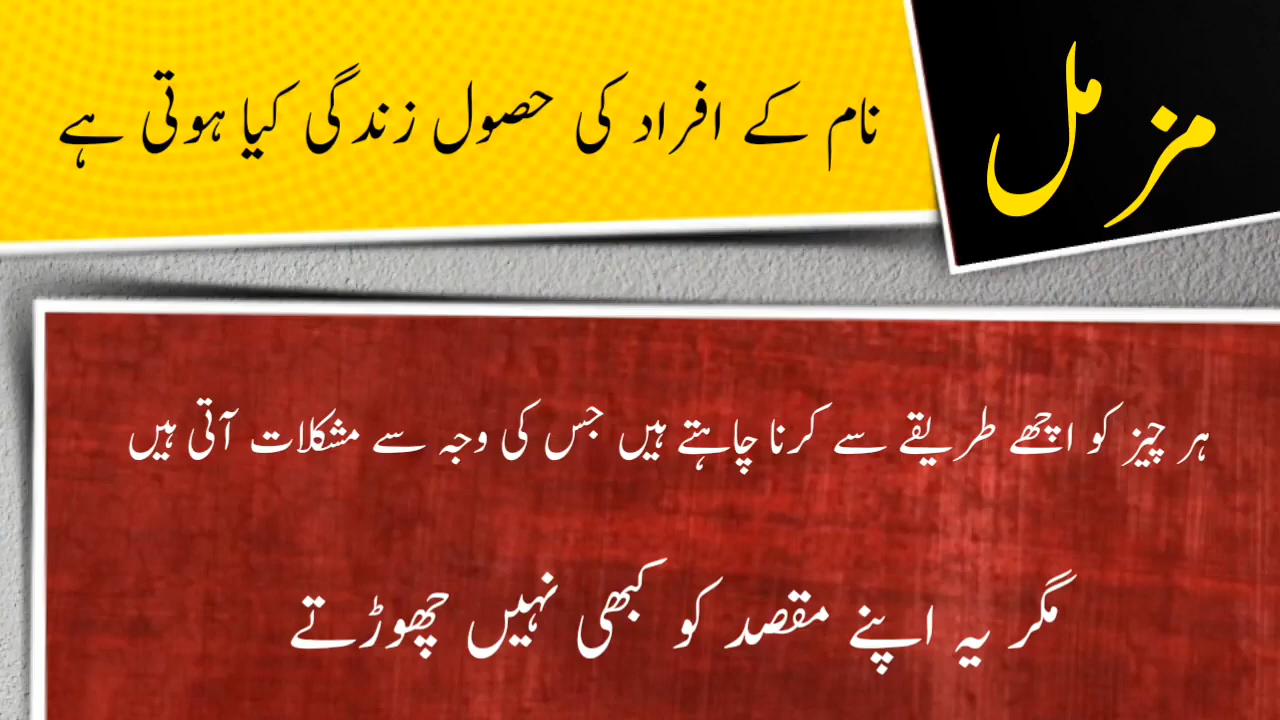 مزمل
نام کے افراد کی حصول زندگی کیا ہوتی ہے
ہر چیز کو اچھے طریقے سے کرنا چاہتے ہیں جس کی وجہ سے مشکلات آتی ہیں
مگر یہ اپنے مقصد کو کبھی نہیں چھوڑتے